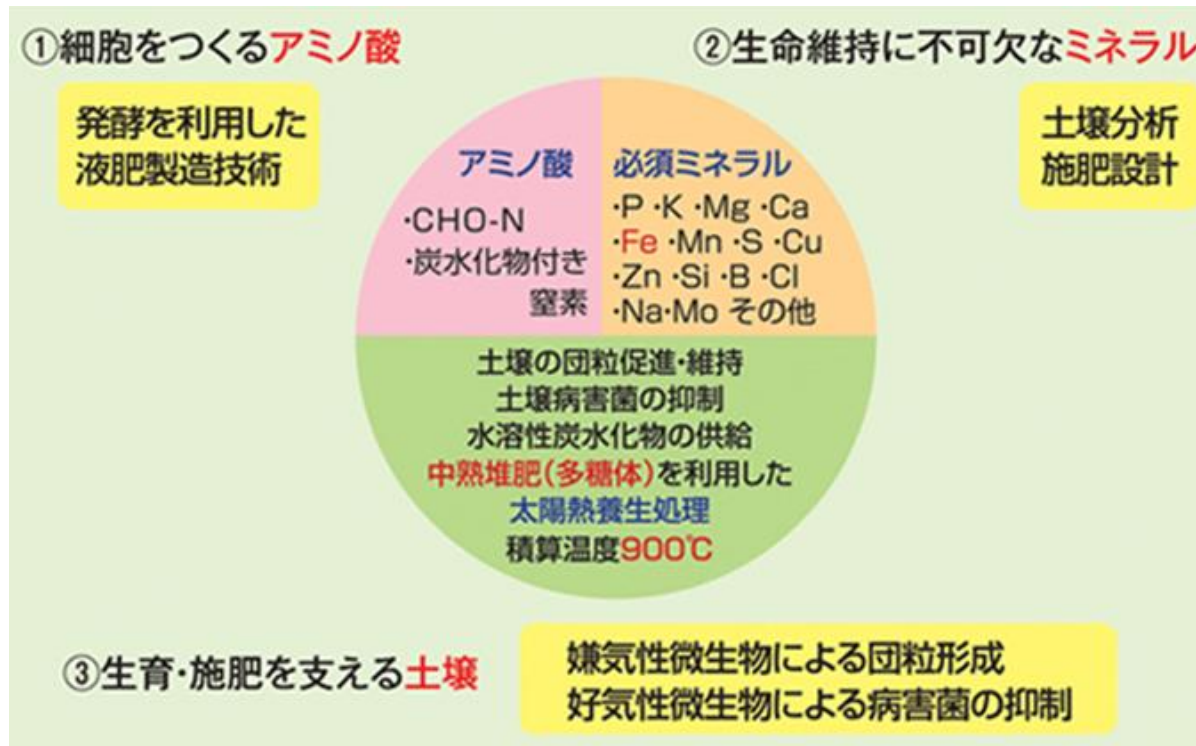 ①細胞をつくるアミノ酸
発酵を利用した
液肥製造技術
②生命維持に不可欠なミネラル
土壌分析
施肥設計
アミノ酸
·CHO-N
·炭水化物付き
窒素
必須ミネラル
·P ·K ·Mg ·Ca
·Fe ·Mn ·S ·Cu
·Zn ·Si ·B ·Cl
·Na·Mo その他
土壌の団粒促進·維持
土壌病害菌の抑制
水溶性炭水化物の供給
中熟堆肥(多糖体)を利用した
太陽熱養生処理
積算温度900℃
③生育·施肥を支える土壌
嫌気性微生物による団粒形成
好気性微生物による病害菌の抑制